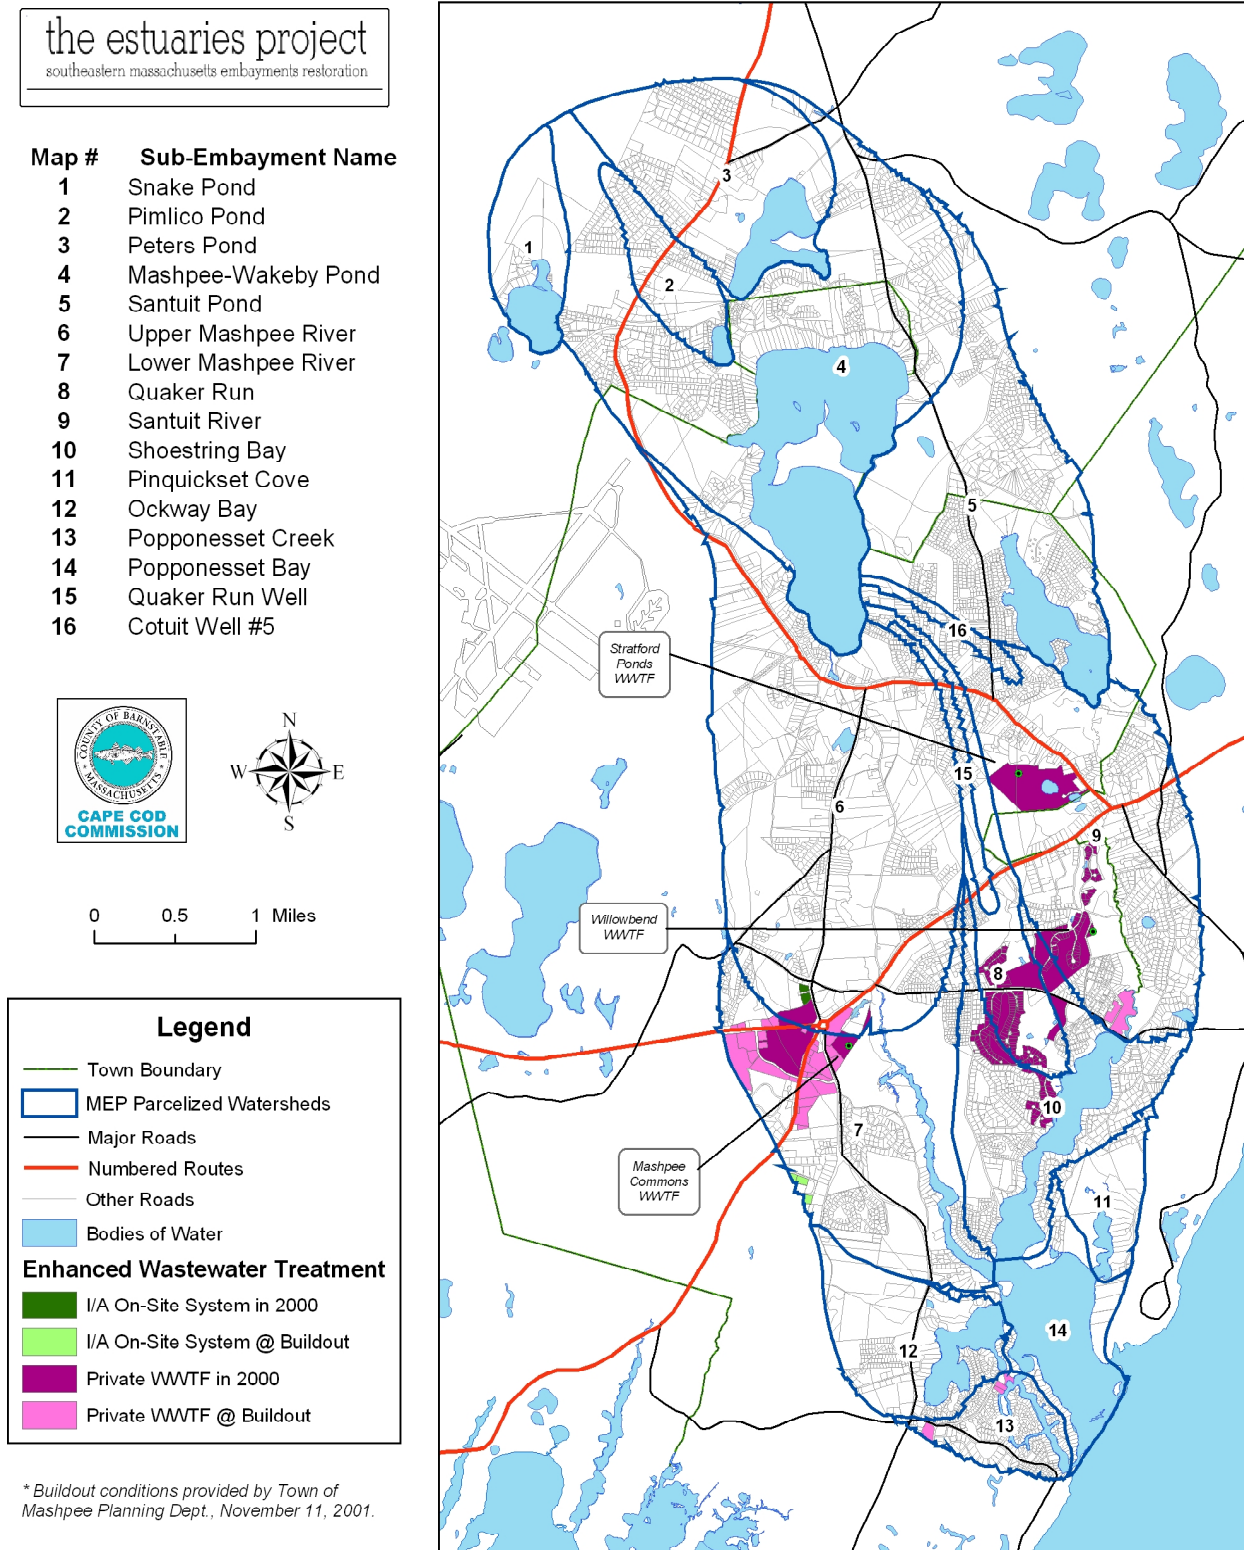 the estuaries project
southeastern massachusetts embayments restoration
Map # Sub-Embayment Name
1 Snake Pond
2 Pimlico Pond
3 Peters Pond
4 Mashpee-Wakeby Pond
5 Santuit Pond
6 Upper Mashpee River
7 Lower Mashpee River
8 Quaker Run
9 Santuit River
10 Shoestring Bay
11 Pinquickset Cove
12 Ockway Bay
13 Popponesset Creek
14 Popponesset Bay
15 Quaker Run Well
16 Cotuit Well #5
COUNTY OF BARNSTABLE
MASSACHUSETTS
CAPE COD
COMMISSION
N
W E
S
0 0.5 1 Miles
Legend
Town Boundary
MEP Parcelized Watersheds
Major Roads
Numbered Routes
Other Roads
Bodies of Water
Enhanced Wastewater Treatment
I/A On-Site System in 2000
I/A On-Site System @ Buildout
Private WWTF in 2000
Private WWTF @ Buildout
* Buildout conditions provided by Town of
Mashpee Planning Dept., November 11, 2001.
3
1
2
4
5
16
Stratford
Ponds
WWTF
15
6
9
Willowbend
WWTF
8
10
7
Mashpee
Commons
WWTF
11
14
12
13